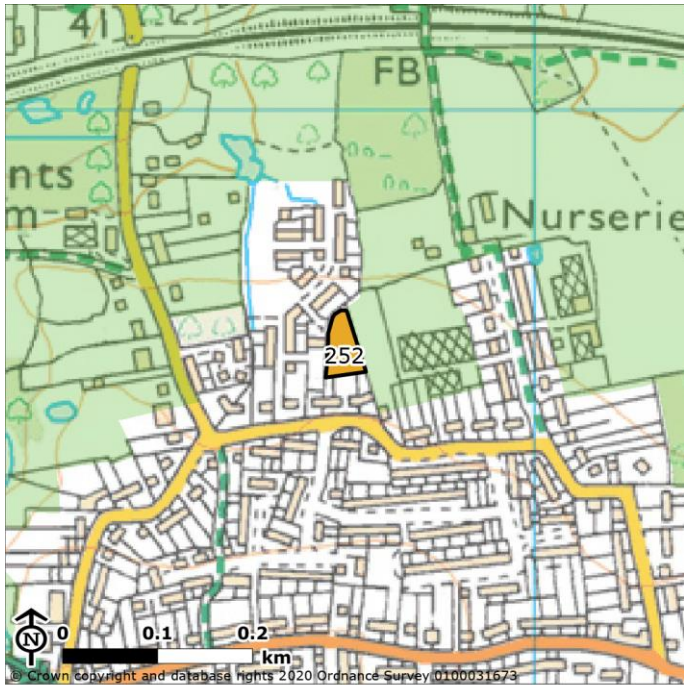 41
FB
nts
m
Nurserie
252
N
0 0.1 0.2
km
© Crown copyright and database rights 2020 Ordnance Survey 0100031673